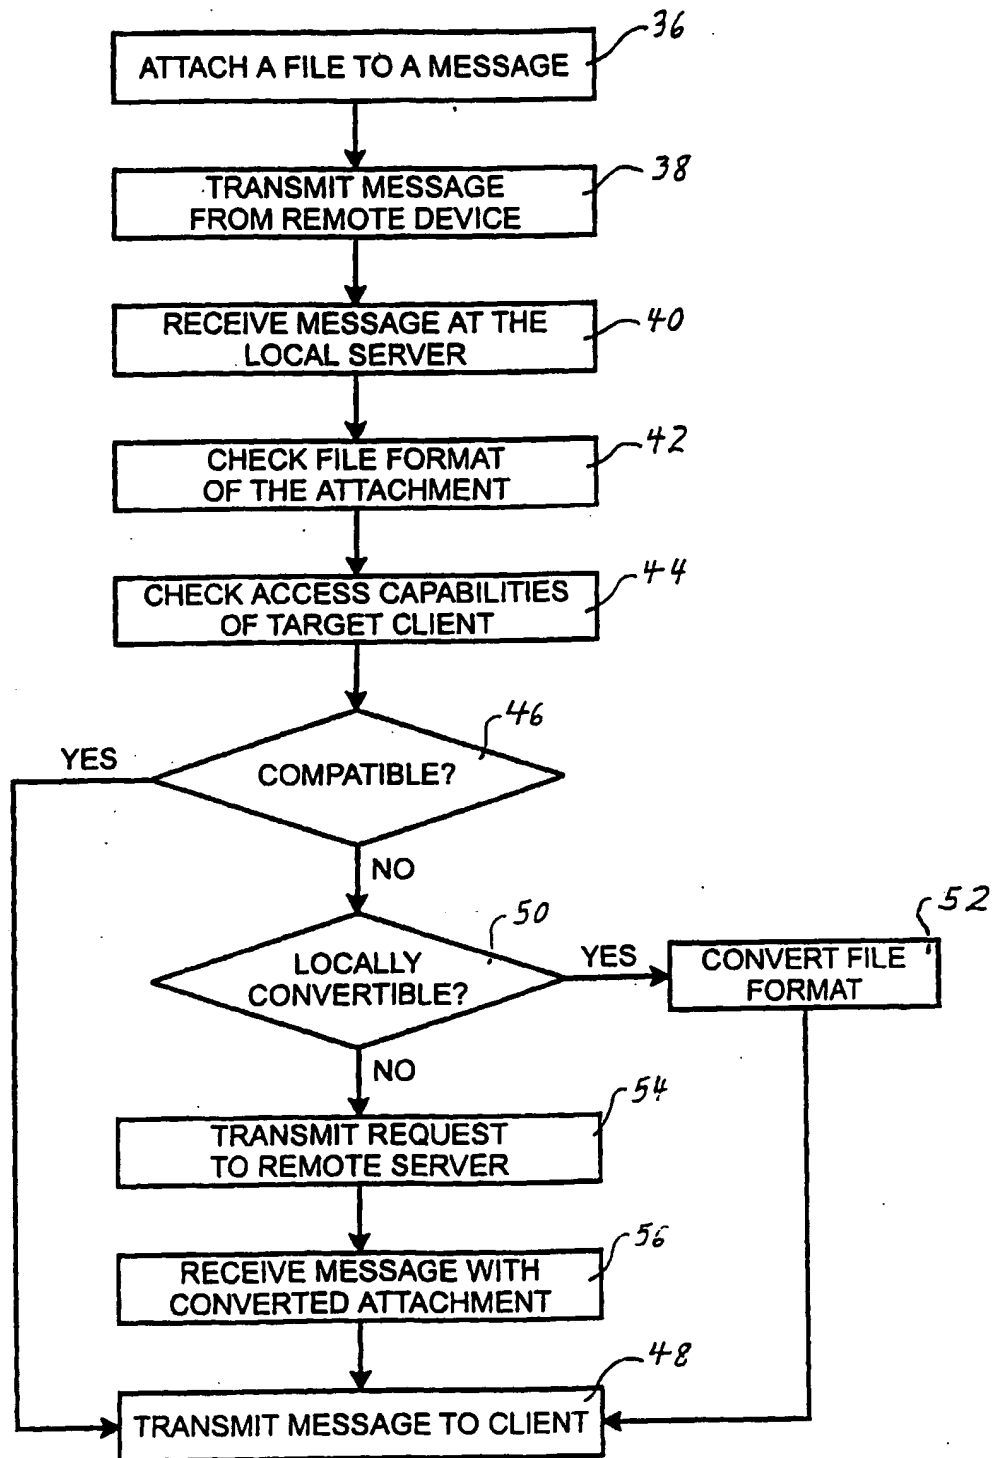 36
ATTACH A FILE TO A MESSAGE
38
TRANSMIT MESSAGE
FROM REMOTE DEVICE
40
RECEIVE MESSAGE AT THE
LOCAL SERVER
42
CHECK FILE FORMAT
OF THE ATTACHMENT
44
CHECK ACCESS CAPABILITIES
OF TARGET CLIENT
46
YES
COMPATIBLE?
NO
50
52
LOCALLY
CONVERTIBLE?
YES
CONVERT FILE
FORMAT
NO
54
TRANSMIT REQUEST
TO REMOTE SERVER
56
RECEIVE MESSAGE WITH
CONVERTED ATTACHMENT
48
TRANSMIT MESSAGE TO CLIENT